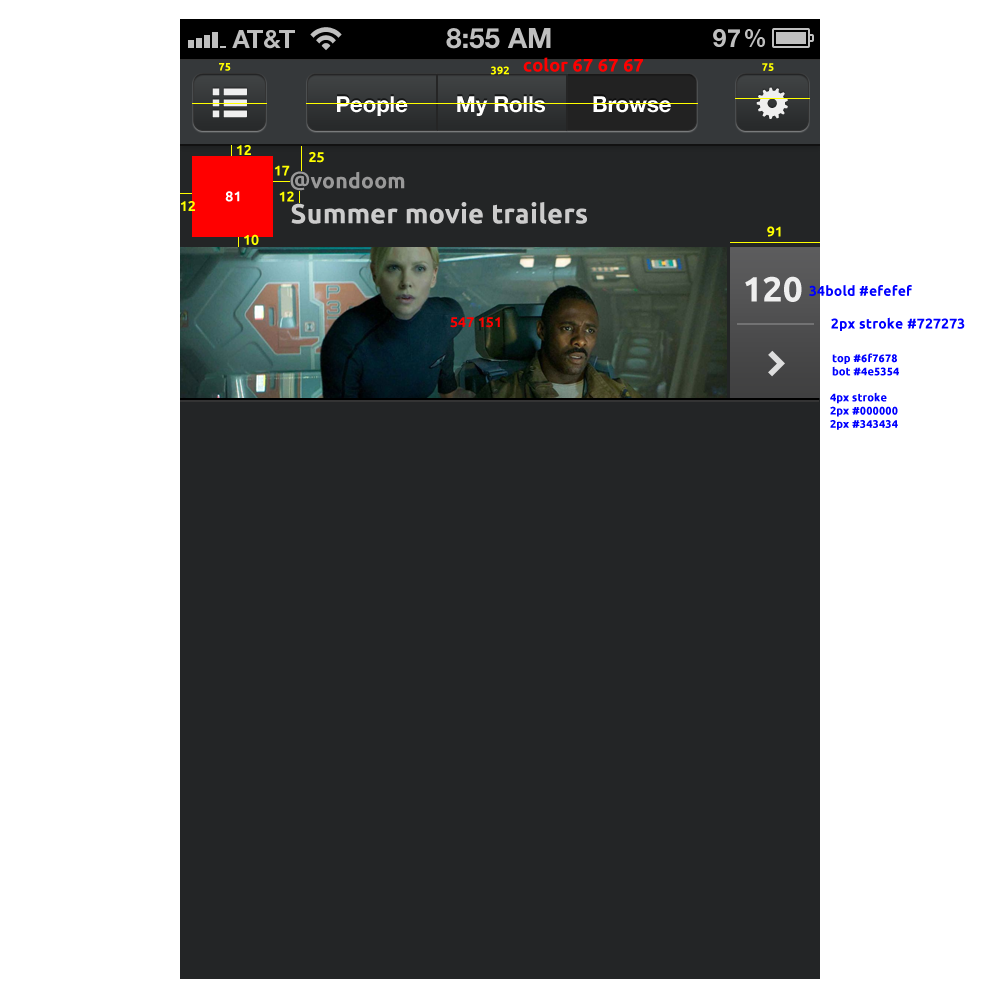 AT&T 8:55 AM 97%
75 392 color 67 67 67 75
People My Rolls Browse
12 25
17 @vondoom
81 12
12 Summer movie trailers
10 91
120 34bold #efefef
547 151 2px stroke #727273
top #6f7678
bot #4e5354
4px stroke
2px #000000
2px #343434